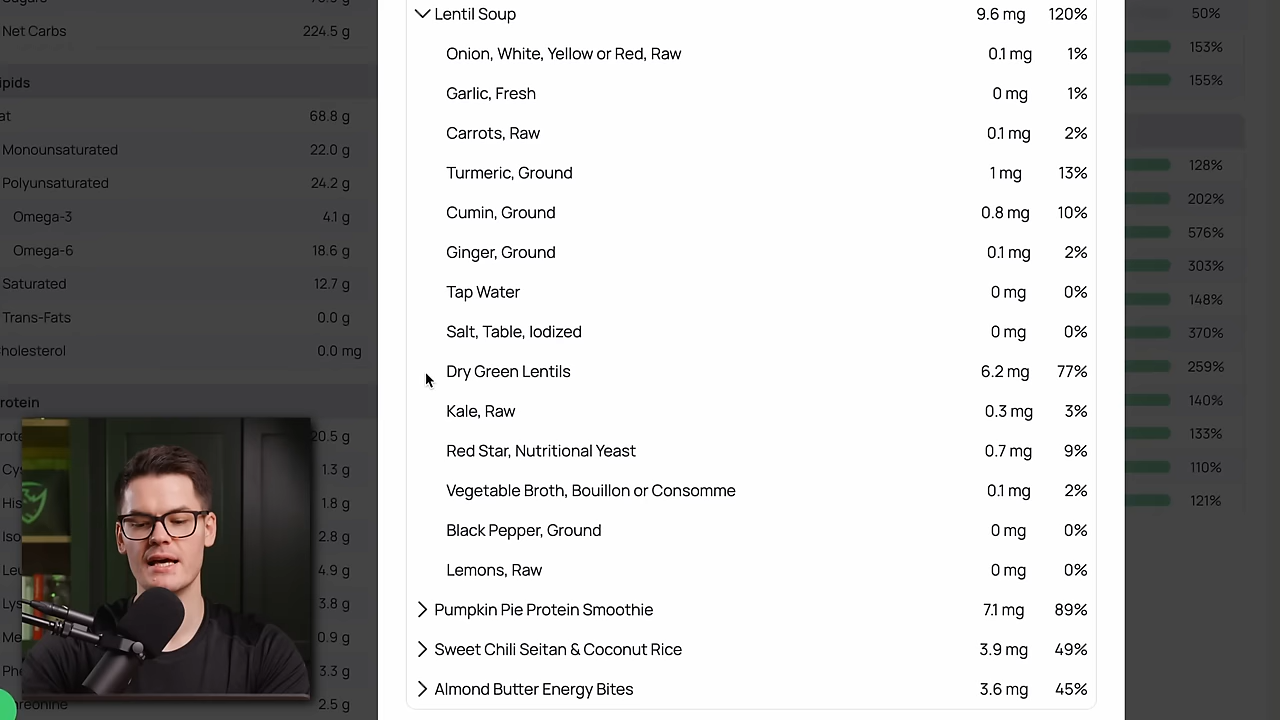 50%
Lentil Soup 9.6 mg 120%
Net Carbs 224.5 g
153%
Onion, White, Yellow or Red, Raw 0.1 mg 1%
155%
Garlic, Fresh 0 mg 1%
68.8 g
Carrots, Raw 0.1 mg 2%
Monounsaturated 22.0 g
128%
Turmeric, Ground 1 mg 13%
Polyunsaturated 24.2 g
202%
Cumin, Ground 0.8 mg 10%
Omega-3 4.1 g
576%
Omega-6 18.6 g
Ginger, Ground 0.1 mg 2%
303%
Saturated 12.7 g
Tap Water 0 mg 0%
148%
Trans-Fats 0.0 g
Salt, Table, Iodized 0 mg 0%
370%
holesterol 0.0 mg
259%
Dry Green Lentils 6.2 mg 77%
140%
rotein
Kale, Raw 0.3 mg 3%
133%
20.5 g
Red Star, Nutritional Yeast 0.7 mg 9%
110%
1.3 g
Vegetable Broth, Bouillon or Consomme 0.1 mg 2%
121%
His 1.8 g
Black Pepper, Ground 0 mg 0%
Iso 2.8 g
Lemons, Raw 0 mg 0%
Leu 4.9 g
Pumpkin Pie Protein Smoothie 7.1 mg 89%
Lys 3.8 g
Me 0.9 g
Sweet Chili Seitan & Coconut Rice 3.9 mg 49%
Phe 3.3 g
Almond Butter Energy Bites 3.6 mg 45%
reonine 2.5 g